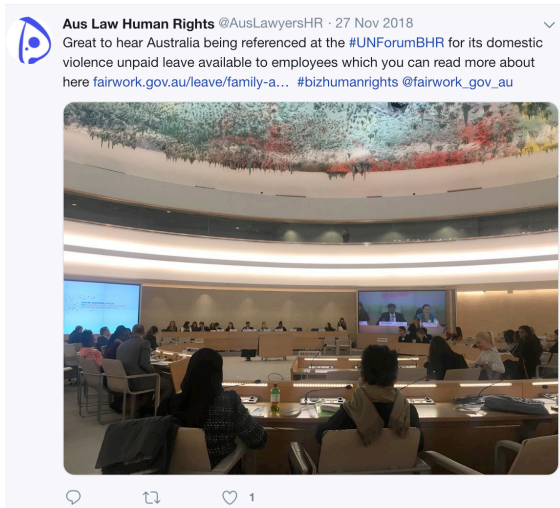 Aus Law Human Rights @AusLawyersHR · 27 Nov 2018
Great to hear Australia being referenced at the #UNForumBHR for its domestic
violence unpaid leave available to employees which you can read more about
here fairwork.gov.au/leave/family-a… #bizhumanrights @fairwork_gov_au
1